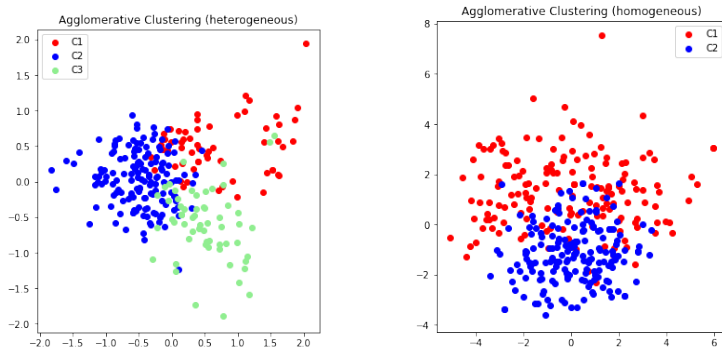 Agglomerative Clustering (heterogeneous)
C1
C2
C3
2.0
1.5
1.0
0.5
0.0
−0.5
−1.0
−1.5
−2.0
−2.0 −1.5 −1.0 −0.5 0.0 0.5 1.0 1.5 2.0
Agglomerative Clustering (homogeneous)
C1
C2
8
6
4
2
0
−2
−4
−4 −2 0 2 4 6